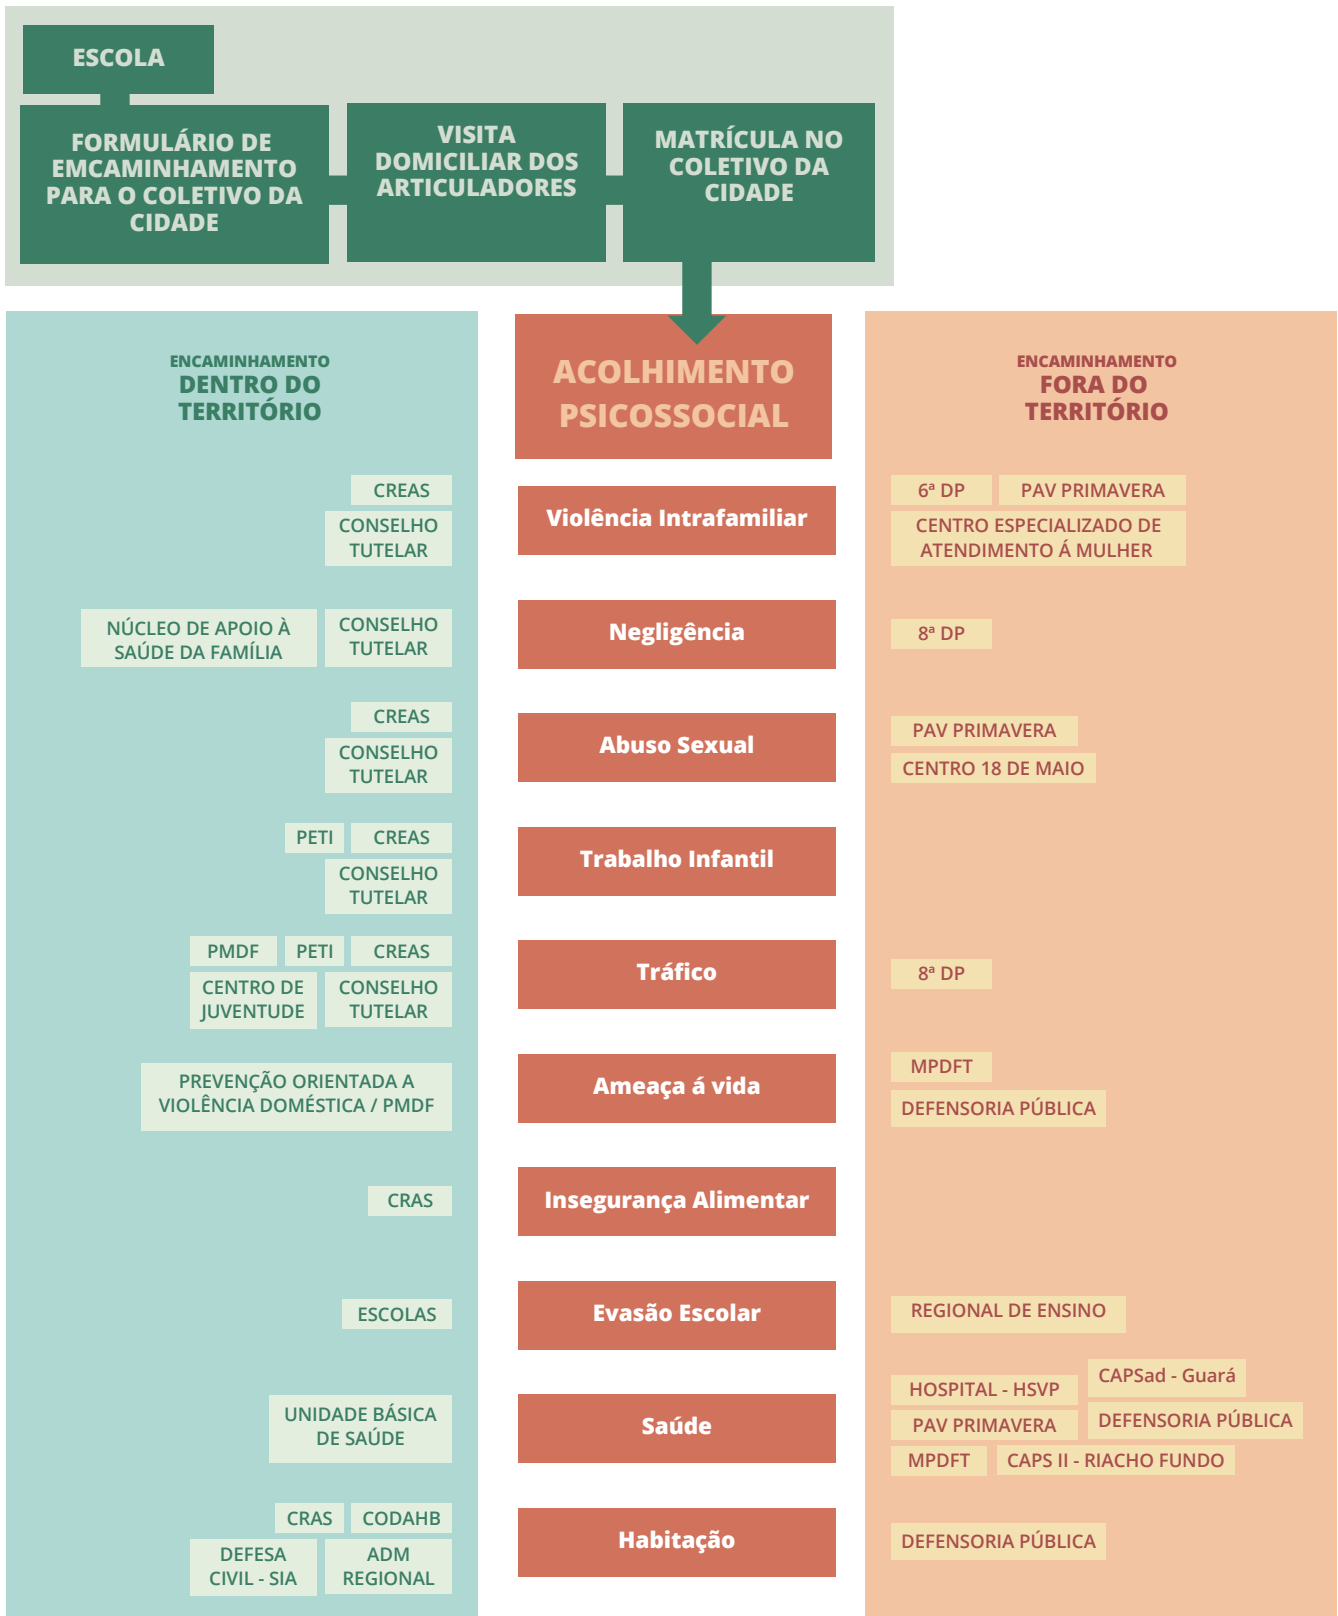 ESCOLA
FORMULÁRIO DE
EMCAMINHAMENTO
PARA O COLETIVO DA
CIDADE
VISITA
DOMICILIAR DOS
ARTICULADORES
MATRÍCULA NO
COLETIVO DA
CIDADE
ENCAMINHAMENTO
DENTRO DO
TERRITÓRIO
ACOLHIMENTO
PSICOSSOCIAL
ENCAMINHAMENTO
FORA DO
TERRITÓRIO
CREAS
CONSELHO
TUTELAR
Violência Intrafamiliar
6ª DP
PAV PRIMAVERA
CENTRO ESPECIALIZADO DE
ATENDIMENTO Á MULHER
NÚCLEO DE APOIO À
SAÚDE DA FAMÍLIA
CONSELHO
TUTELAR
Negligência
8ª DP
CREAS
CONSELHO
TUTELAR
Abuso Sexual
PAV PRIMAVERA
CENTRO 18 DE MAIO
PETI
CREAS
CONSELHO
TUTELAR
Trabalho Infantil
PMDF
PETI
CREAS
CENTRO DE
JUVENTUDE
CONSELHO
TUTELAR
Tráfico
8ª DP
PREVENÇÃO ORIENTADA A
VIOLÊNCIA DOMÉSTICA / PMDF
Ameaça á vida
MPDFT
DEFENSORIA PÚBLICA
CRAS
Insegurança Alimentar
ESCOLAS
Evasão Escolar
REGIONAL DE ENSINO
UNIDADE BÁSICA
DE SAÚDE
Saúde
HOSPITAL - HSVP
CAPSad - Guará
PAV PRIMAVERA
DEFENSORIA PÚBLICA
MPDFT
CAPS II - RIACHO FUNDO
CRAS
CODAHB
DEFESA
CIVIL - SIA
ADM
REGIONAL
Habitação
DEFENSORIA PÚBLICA